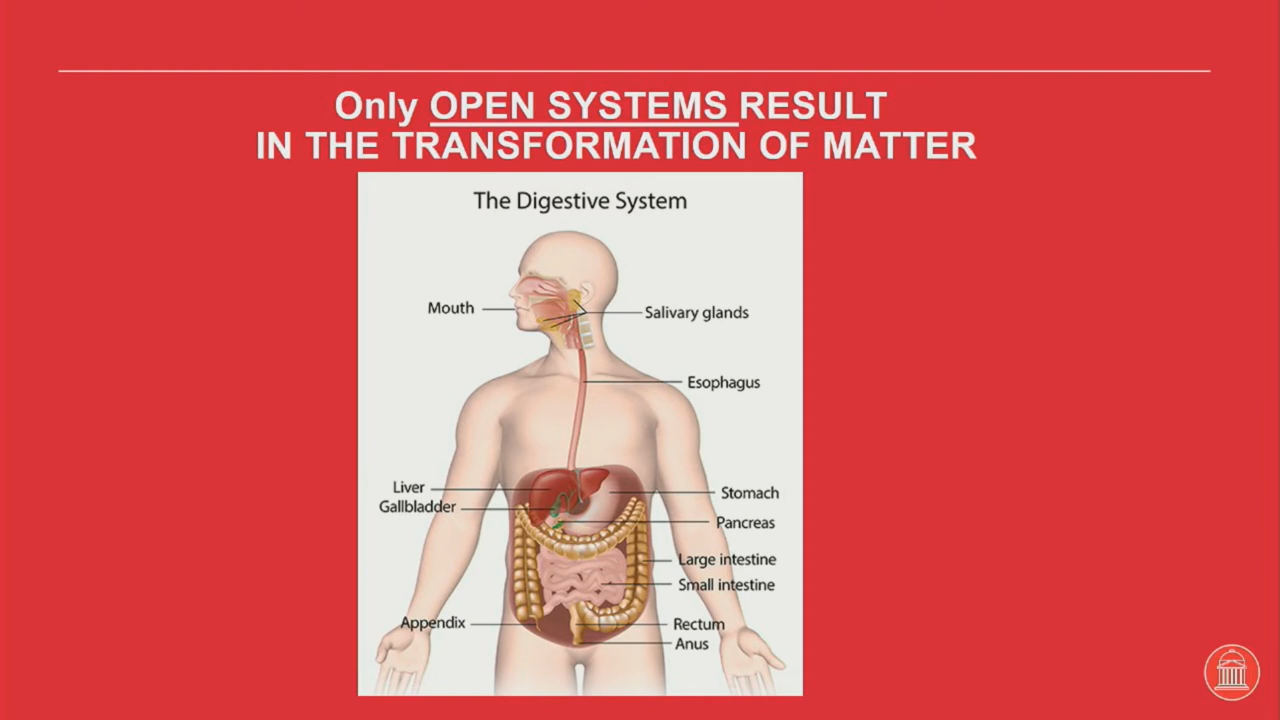 Only OPEN SYSTEMS RESULT
IN THE TRANSFORMATION OF MATTER
The Digestive System
Mouth
Salivary glands
Esophagus
Liver
Stomach
Gallbladder
Pancreas
Large intestine
Small intestine
Appendix
Rectum
Anus